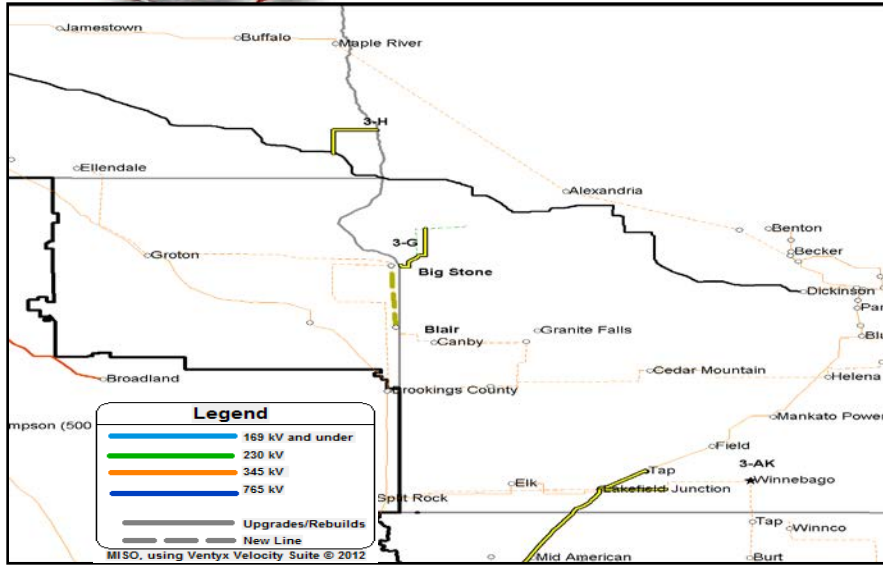 Jamestown
Buffalo
Maple River
3-H
Ellendale
Alexandria
Benton
3-G
Becker
Groton
Big Stone
Dickinson
Par
Blair
Granite Falls
Canby
Blu
Cedar Mountain
Broadland
Helena
Brookings County
Legend
Mankato Power
mpson (500
169 kV and under
230 kV
Field
345 kV
3-AK
Tap
765 kV
Elk
Winnebago
Lakefield Junction
Split Rock
Upgrades/Rebuilds
Tap
Winnco
New Line
MISO, using Ventyx Velocity Suite © 2012
Mid American
Burt